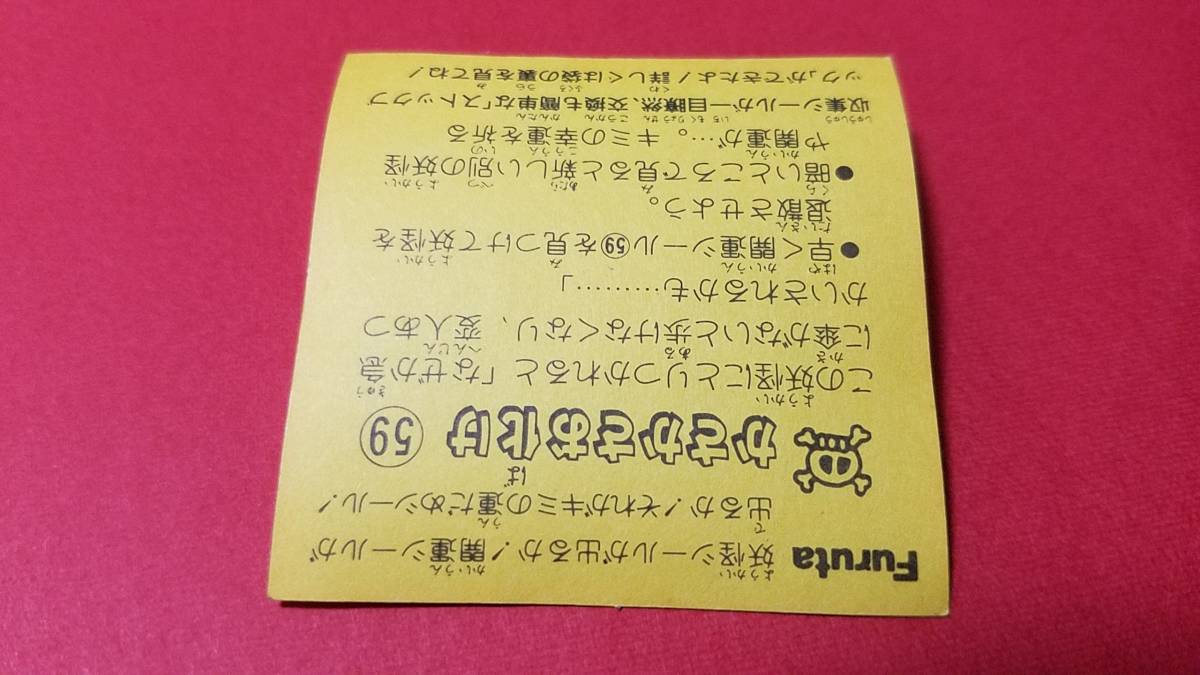 Furuta 妖怪シールが出るか!開運シールが
出るか!それがキミの運だめシール!
かさかさお化け 59
この妖怪にとりつかれると「なぜか急
に傘がないと歩けなくなり、変人あつ
かいされるかも………」
●早く開運シール59を見つけて妖怪を
退散させよう。
●暗いところで見ると新しい別の妖怪
や開運が…。キミの幸運を祈る
収集シールが一目瞭然、交換も簡単な「ストックブ
ック」ができたよ!詳しくは袋の裏を見てね!